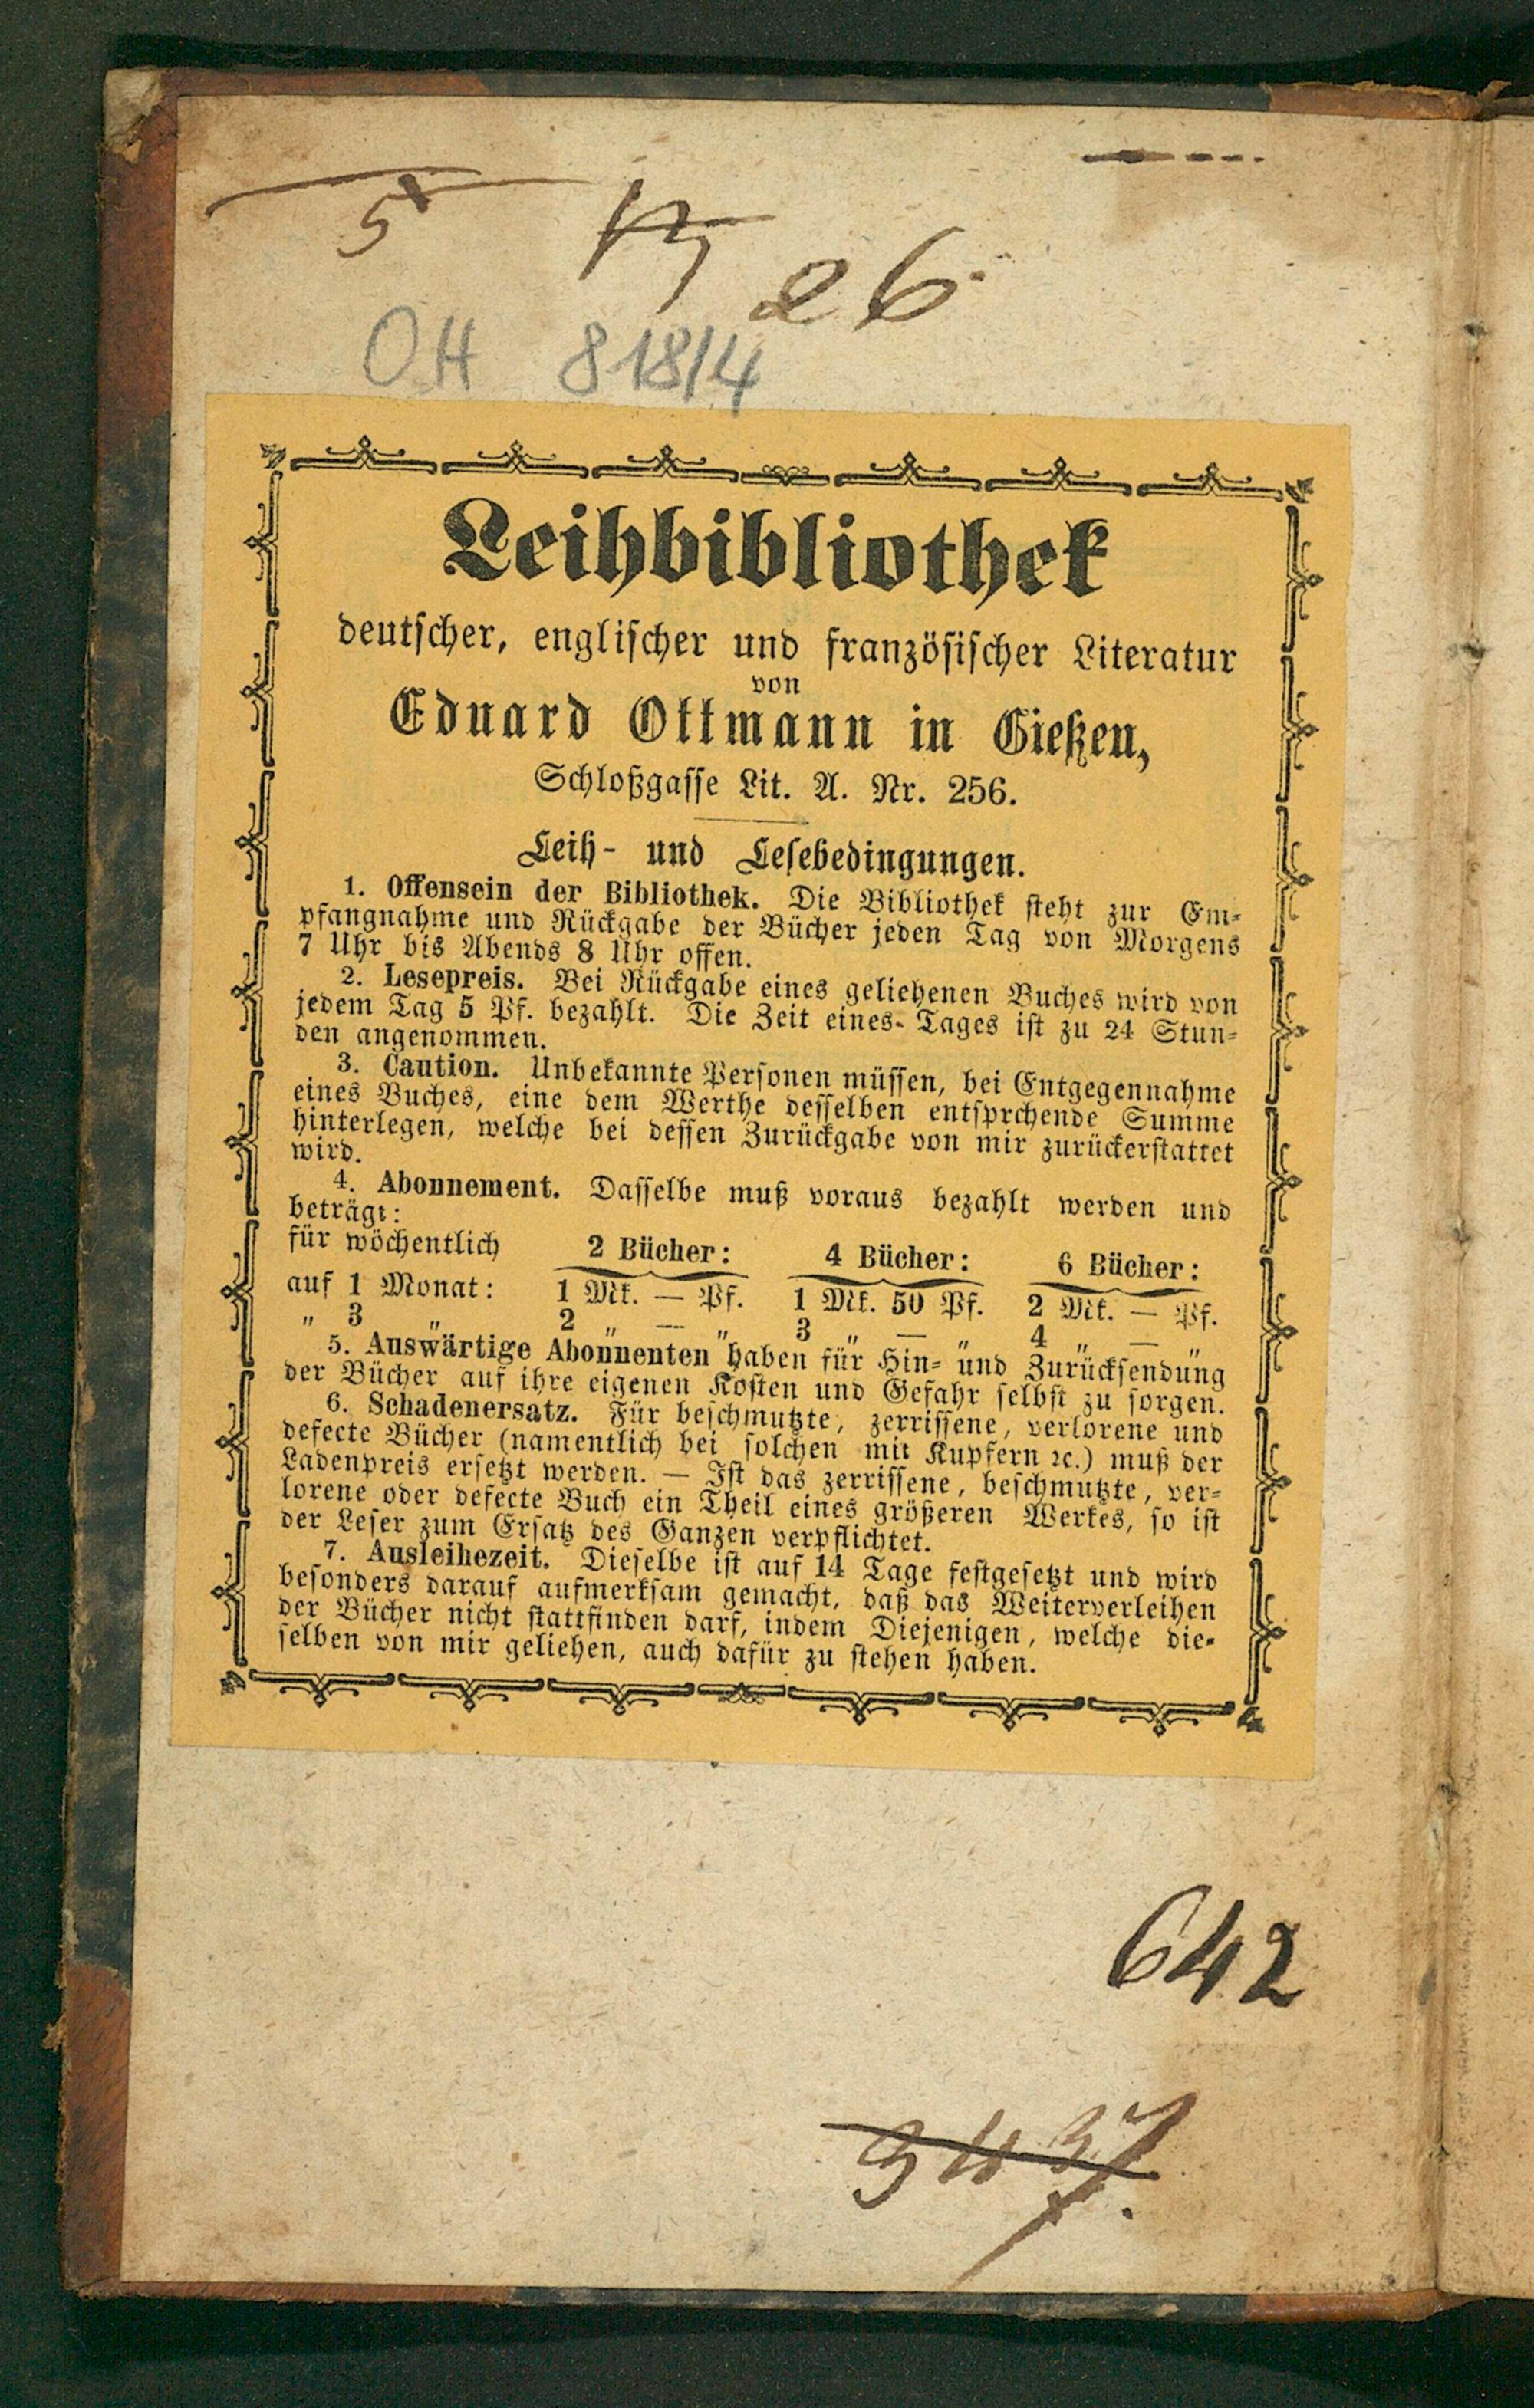 5
26
OH 818/4
Leihbibliothek
deutscher, englischer und französischer Literatur
von
Eduard Ottmann in Gießen,
Schloßgasse Lit. A. Nr. 256.
Leih- und Lesebedingungen.
1. Offensein der Bibliothek. Die Bibliothek steht zur Em-
pfangnahme und Rückgabe der Bücher jeden Tag von Morgens
7 Uhr bis Abends 8 Uhr offen.
2. Lesepreis. Bei Rückgabe eines geliehenen Buches wird von
jedem Tag 5 Pf. bezahlt. Die Zeit eines Tages ist zu 24 Stun-
den angenommen.
3. Caution. Unbekannte Personen müssen, bei Entgegennahme
eines Buches, eine dem Werthe desselben entsprchende Summe
hinterlegen, welche bei dessen Zurückgabe von mir zurückerstattet
wird.
4. Abonnement. Dasselbe muß voraus bezahlt werden und
beträgt:
für wöchentlich 2 Bücher: 4 Bücher: 6 Bücher:
auf 1 Monat: 1 Mk. — Pf. 1 Mk. 50 Pf. 2 Mk. — Pf.
" 3 " 2 " — " 3 " — " 4 " — "
5. Auswärtige Abonnenten haben für Hin- und Zurücksendung
der Bücher auf ihre eigenen Kosten und Gefahr selbst zu sorgen.
6. Schadenersatz. Für beschmutzte, zerrissene, verlorene und
defecte Bücher (namentlich bei solchen mit Kupfern ꝛc.) muß der
Ladenpreis ersetzt werden. — Ist das zerrissene, beschmutzte, ver-
lorene oder defecte Buch ein Theil eines größeren Werkes, so ist
der Leser zum Ersatz des Ganzen verpflichtet.
7. Ausleihezeit. Dieselbe ist auf 14 Tage festgesetzt und wird
besonders darauf aufmerksam gemacht, daß das Weiterverleihen
der Bücher nicht stattfinden darf, indem Diejenigen, welche die-
selben von mir geliehen, auch dafür zu stehen haben.
642